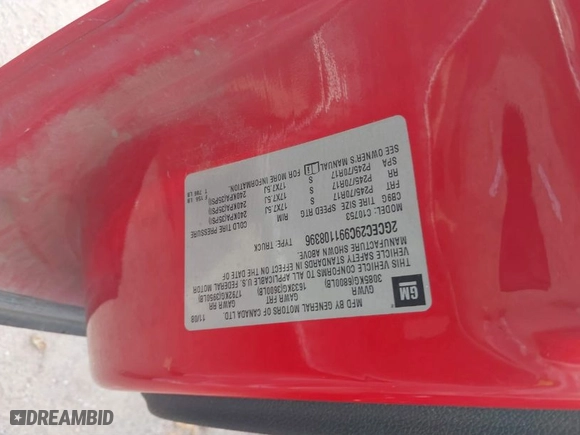 GM
MFD BY GENERAL MOTORS OF CANADA LTD.
11/08
GVWR GAWR FRT GAWR RR
3085KG(6800LB) 1633KG(3600LB) 1792KG(3950LB)
THIS VEHICLE CONFORMS TO ALL APPLICABLE U.S. FEDERAL MOTOR
VEHICLE SAFETY STANDARDS IN EFFECT ON THE DATE OF
MANUFACTURE SHOWN ABOVE.
2GCEC29C991108396 TYPE: TRUCK
C10753
CB9G TIRE SIZE SPEED RTG RIM COLD TIRE PRESSURE
FRT P245/70R17 S 17X7.5J 240KPA(35PSI)
RR P245/70R17 S 17X7.5J 240KPA(35PSI)
SPA P245/70R17 S 17X7.5J 240KPA(35PSI)
SEE OWNER'S MANUAL FOR MORE INFORMATION.
DREAMBID